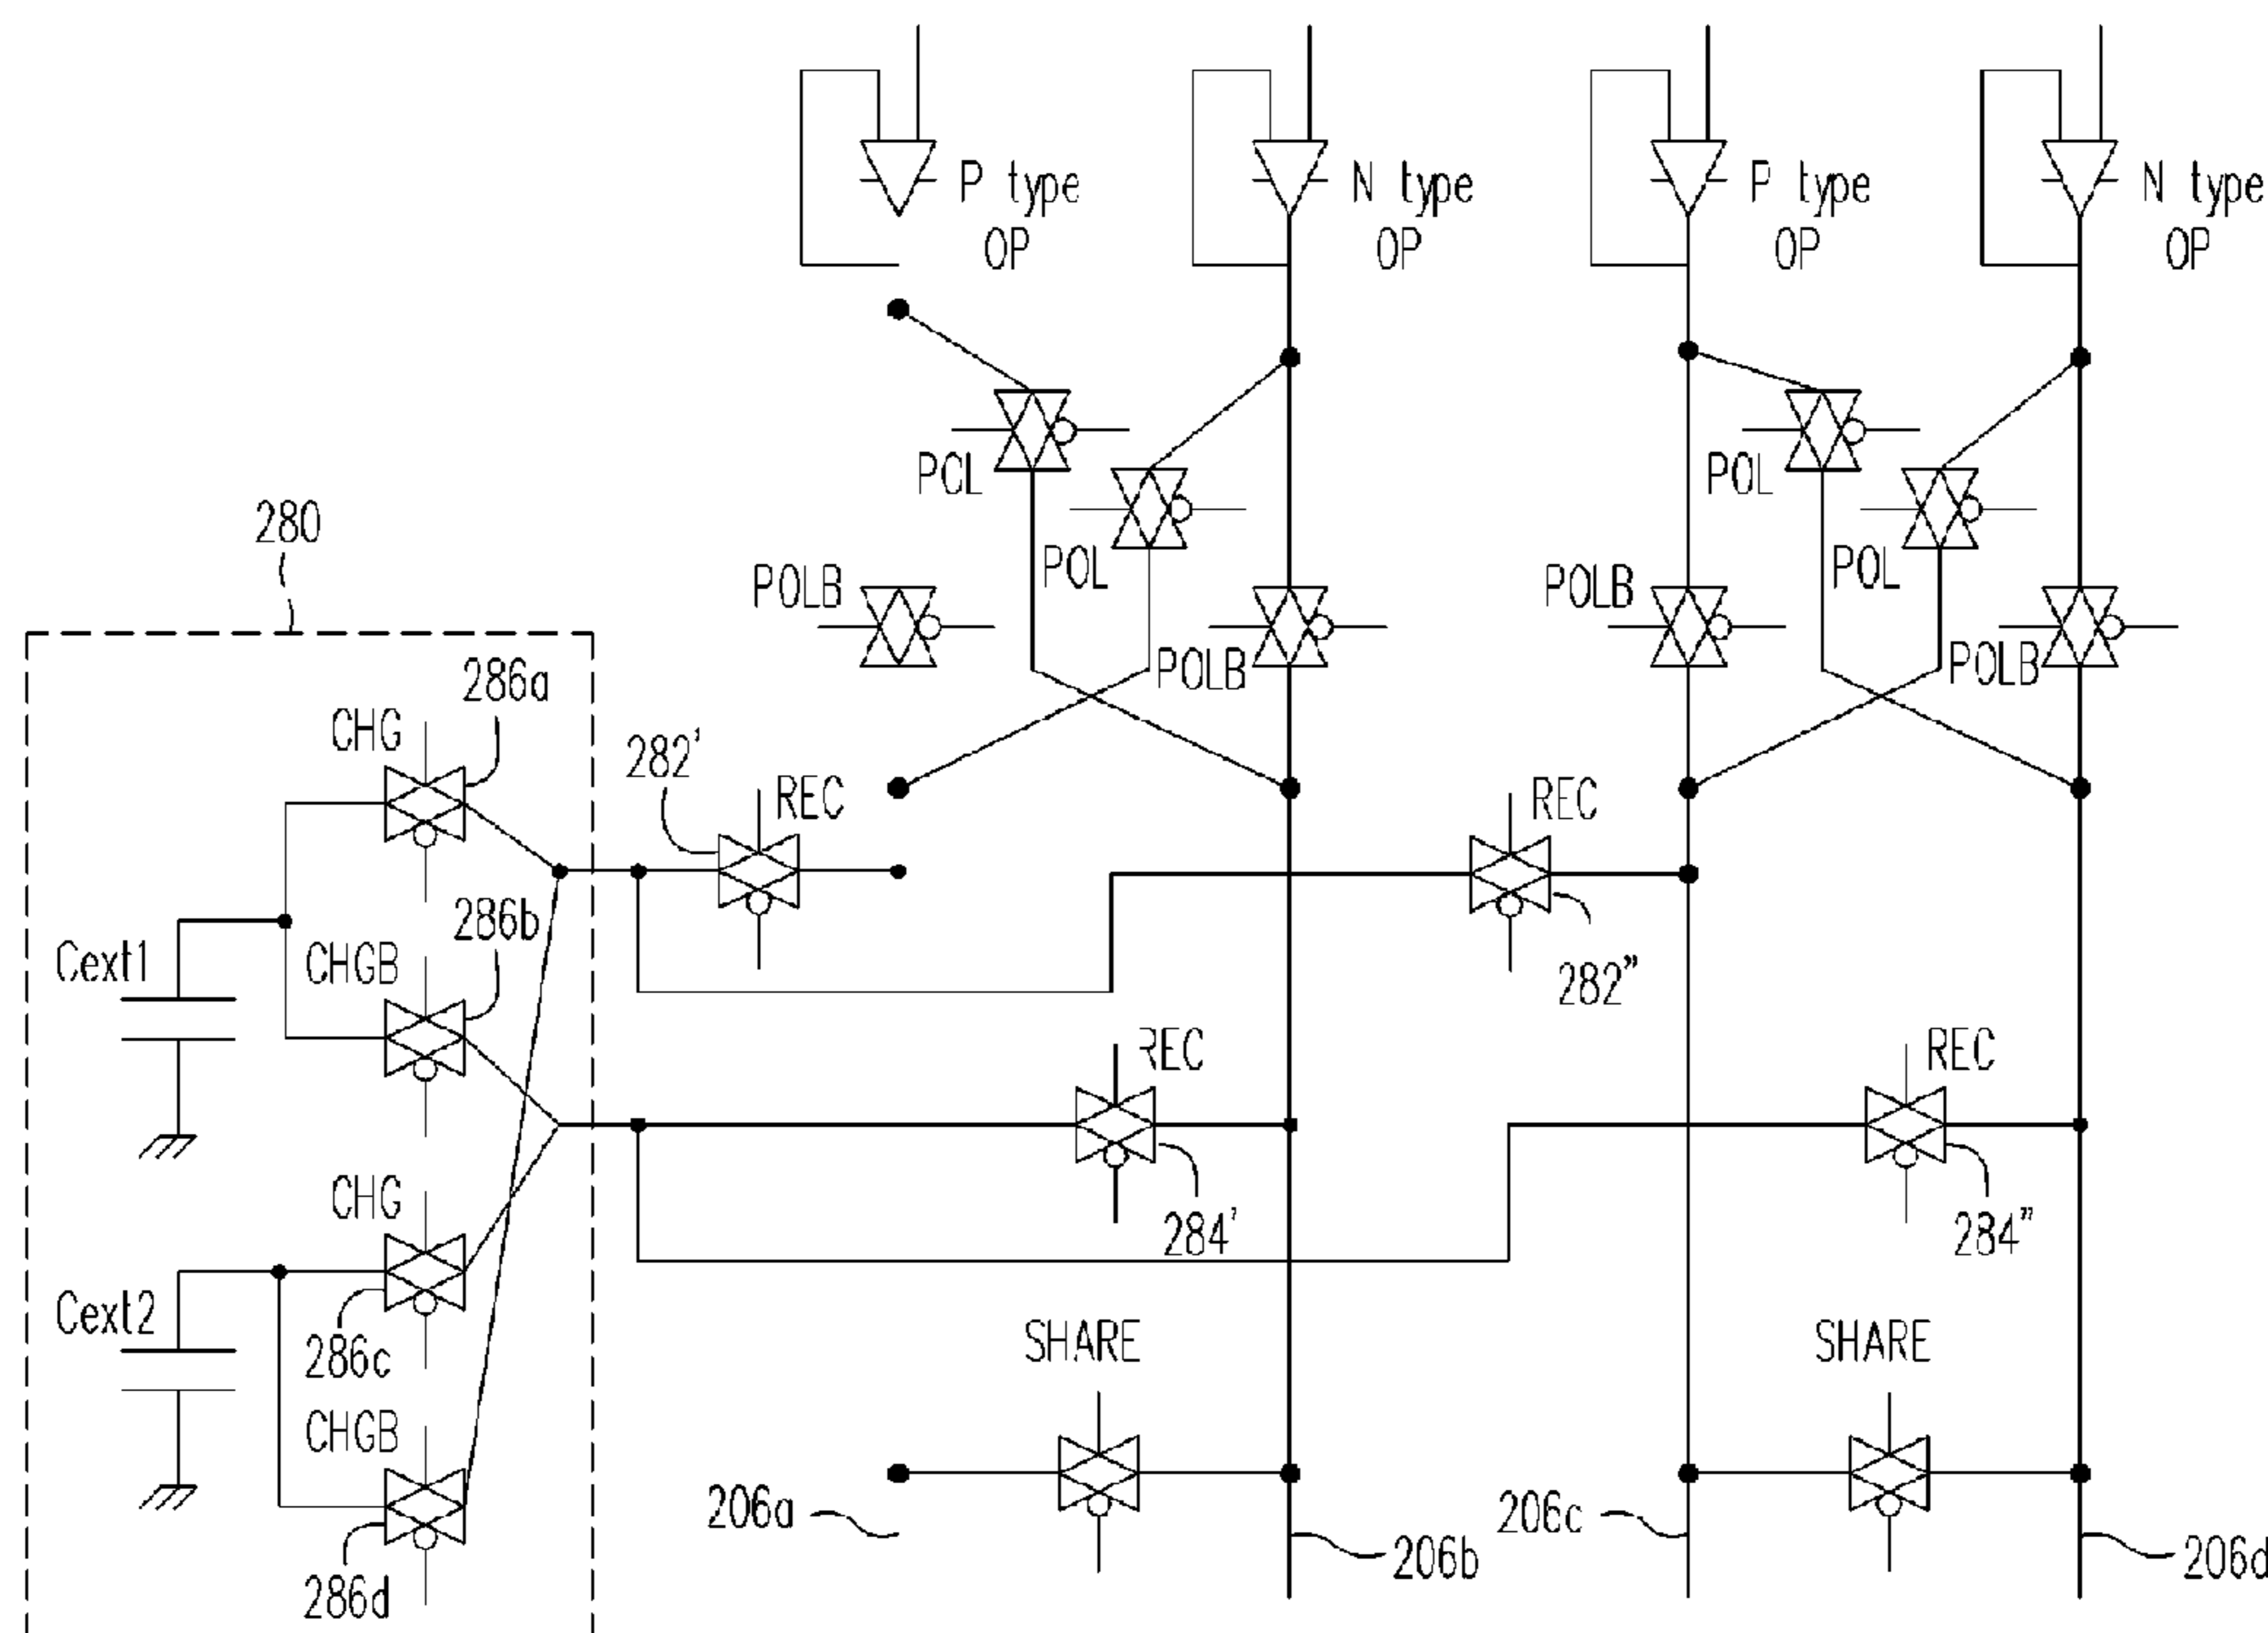 P type
OP
N type
OP
P type
OP
N type
OP
POL
POL
280
POLB
POL
POLB
POL
POLB
POLB
286a
CHG
282'
REC
REC
286b
Cext1
CHGB
282"
REC
REC
CHG
284'
284"
Cext2
286c
SHARE
SHARE
CHGB
206a
206c
206b
206d
286d